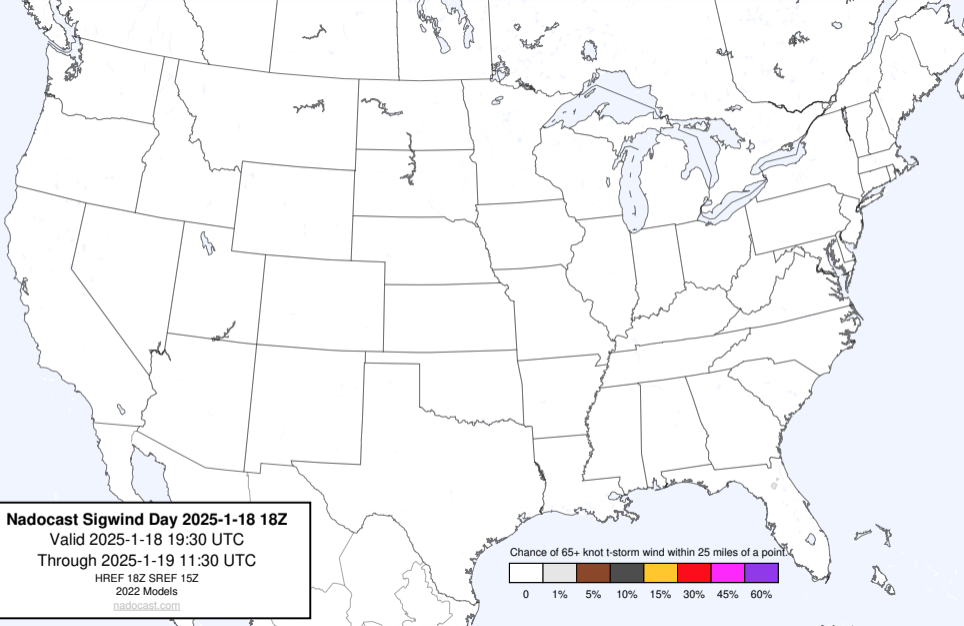 Nadocast Sigwind Day 2025-1-18 18Z
Valid 2025-1-18 19:30 UTC
Through 2025-1-19 11:30 UTC
HREF 18Z SREF 15Z
2022 Models
nadocast.com
Chance of 65+ knot t-storm wind within 25 miles of a point.
0 1% 5% 10% 15% 30% 45% 60%